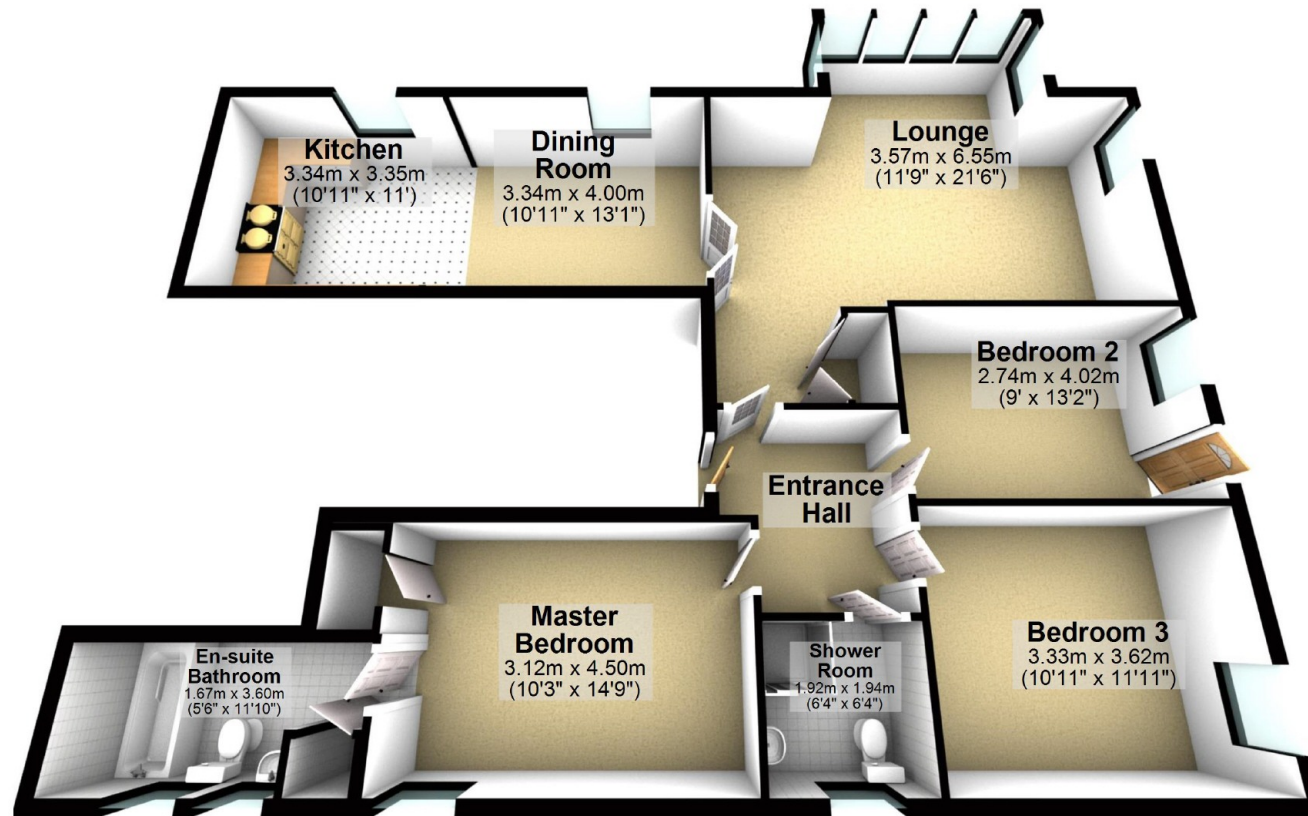 Kitchen
3.34m x 3.35m
(10'11" x 11')
Dining
Room
3.34m x 4.00m
(10'11" x 13'1")
Lounge
3.57m x 6.55m
(11'9" x 21'6")
Bedroom 2
2.74m x 4.02m
(9' x 13'2")
Entrance
Hall
Master
Bedroom
3.12m x 4.50m
(10'3" x 14'9")
En-suite
Bathroom
1.67m x 3.60m
(5'6" x 11'10")
Shower
Room
1.92m x 1.94m
(6'4" x 6'4")
Bedroom 3
3.33m x 3.62m
(10'11" x 11'11")